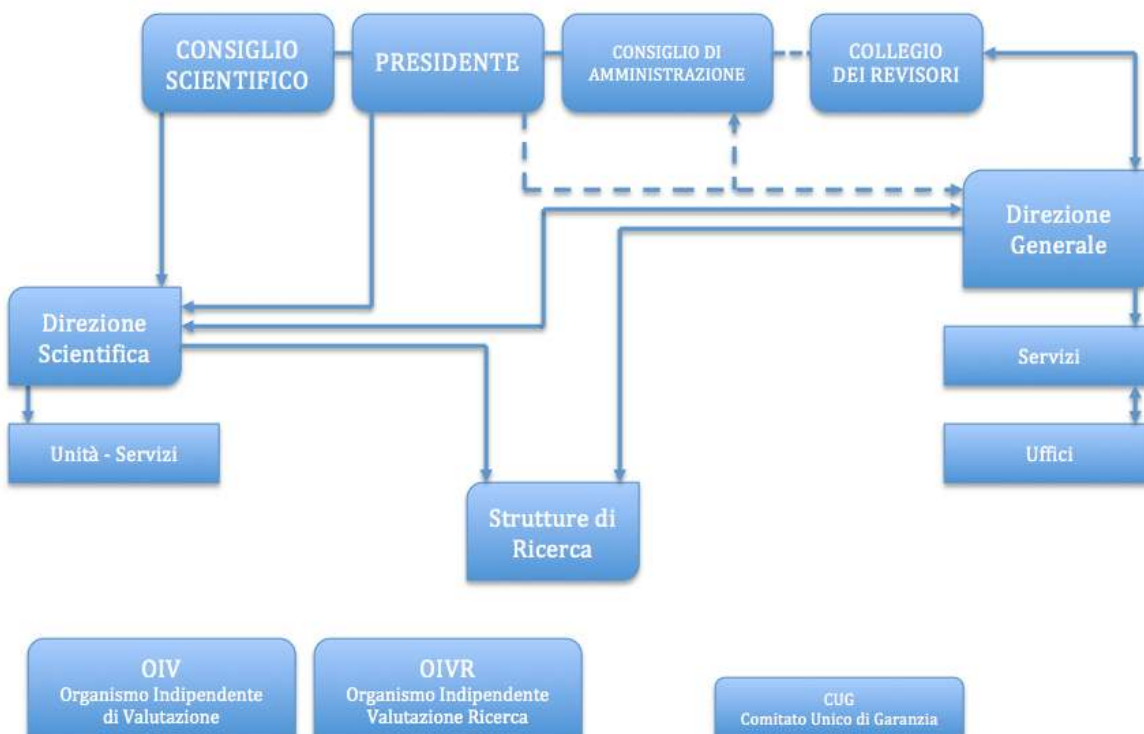 CONSIGLIO
SCIENTIFICO
PRESIDENTE
CONSIGLIO DI
AMMINISTRAZIONE
COLLEGIO
DEI REVISORI
Direzione
Generale
Direzione
Scientifica
Servizi
Unità - Servizi
Uffici
Strutture di
Ricerca
OIV
Organismo Indipendente
di Valutazione
OIVR
Organismo Indipendente
Valutazione Ricerca
CUG
Comitato Unico di Garanzia